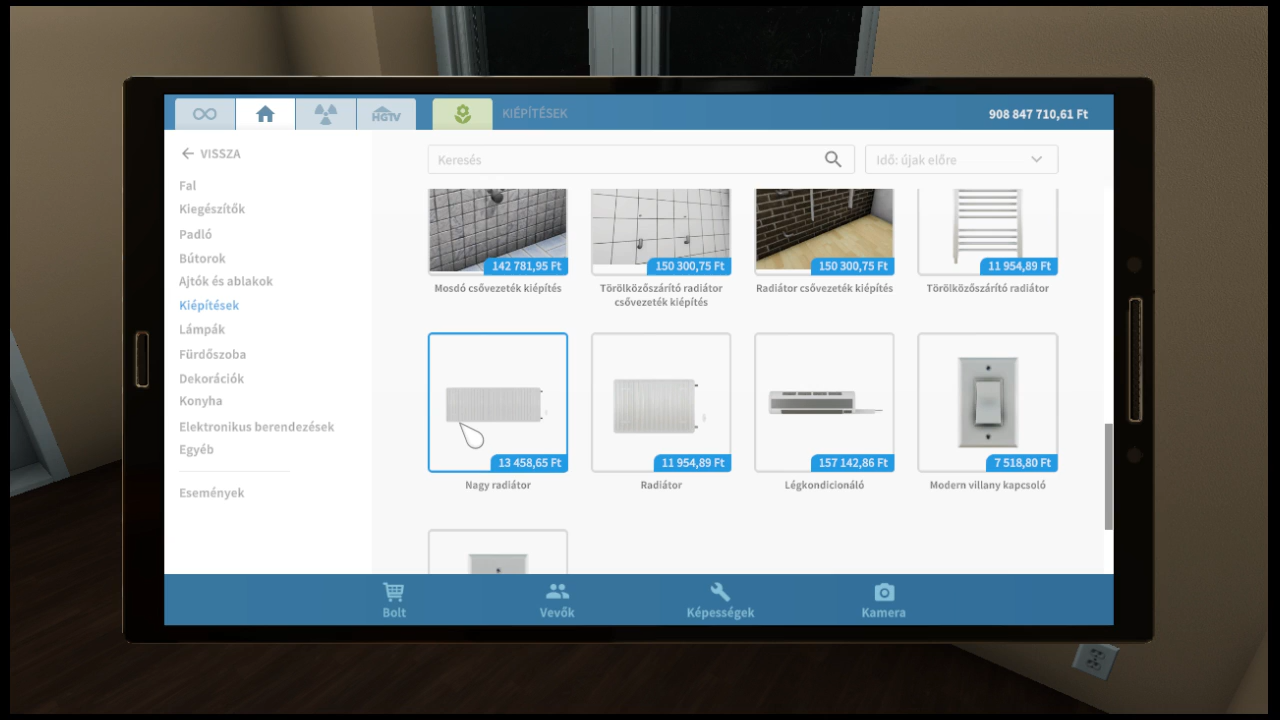 HGTV
KIÉPÍTÉSEK
908 847 710,61 Ft
VISSZA
Fal
Kiegészítők
Padló
Bútorok
Ajtók és ablakok
Kiépítések
Lámpák
Fürdőszoba
Dekorációk
Konyha
Elektronikus berendezések
Egyéb
Események
Keresés
Idő: újak előre
142 781,95 Ft
150 300,75 Ft
150 300,75 Ft
11 954,89 Ft
Mosdó csővezeték kiépítés
Törölközőszárító radiátor
csővezeték kiépítés
Radiátor csővezeték kiépítés
Törölközőszárító radiátor
13 458,65 Ft
11 954,89 Ft
157 142,86 Ft
7 518,80 Ft
Nagy radiátor
Radiátor
Légkondicionáló
Modern villany kapcsoló
Bolt
Vevők
Képességek
Kamera